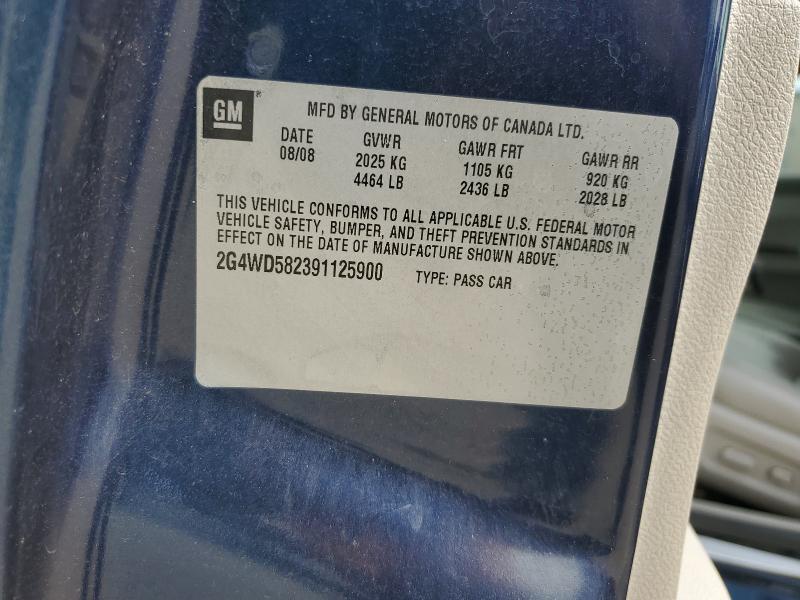 GM ®
MFD BY GENERAL MOTORS OF CANADA LTD.
DATE GVWR GAWR FRT GAWR RR
08/08 2025 KG 1105 KG 920 KG
4464 LB 2436 LB 2028 LB
THIS VEHICLE CONFORMS TO ALL APPLICABLE U.S. FEDERAL MOTOR
VEHICLE SAFETY, BUMPER, AND THEFT PREVENTION STANDARDS IN
EFFECT ON THE DATE OF MANUFACTURE SHOWN ABOVE.
2G4WD582391125900 TYPE: PASS CAR